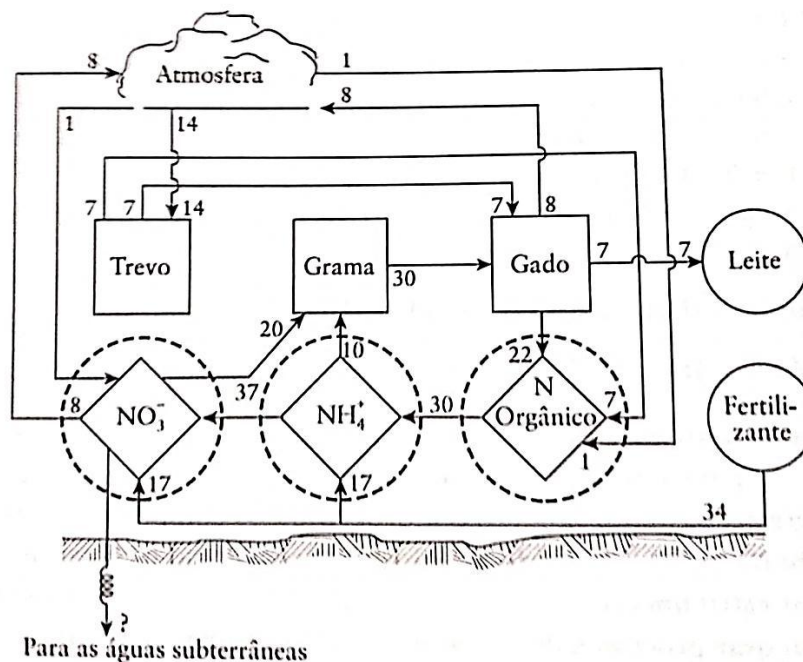 8
Atmosfera
1
1
14
8
7
7
14
7
8
Trevo
Grama
30
Gado
7
7
Leite
20
37
10
22
8
NO₃⁻
NH₄⁺
30
N
Orgânico
7
1
Fertili-
zante
17
17
34
?
Para as águas subterrâneas